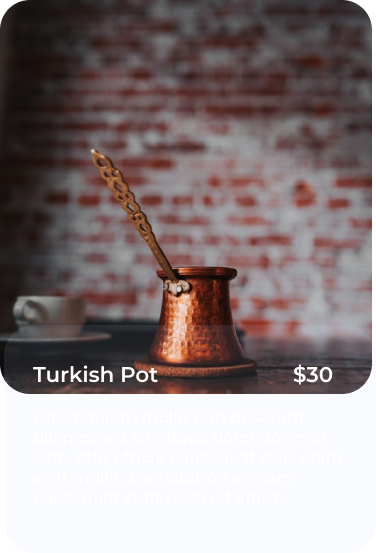 Turkish Pot $30
Amet minim mollit non deserunt
ullamco est sit aliqua dolor do amet
sint. Velit officia consequat duis enim
velit mollit. Exercitation veniam
consequat sunt nostrud amet.